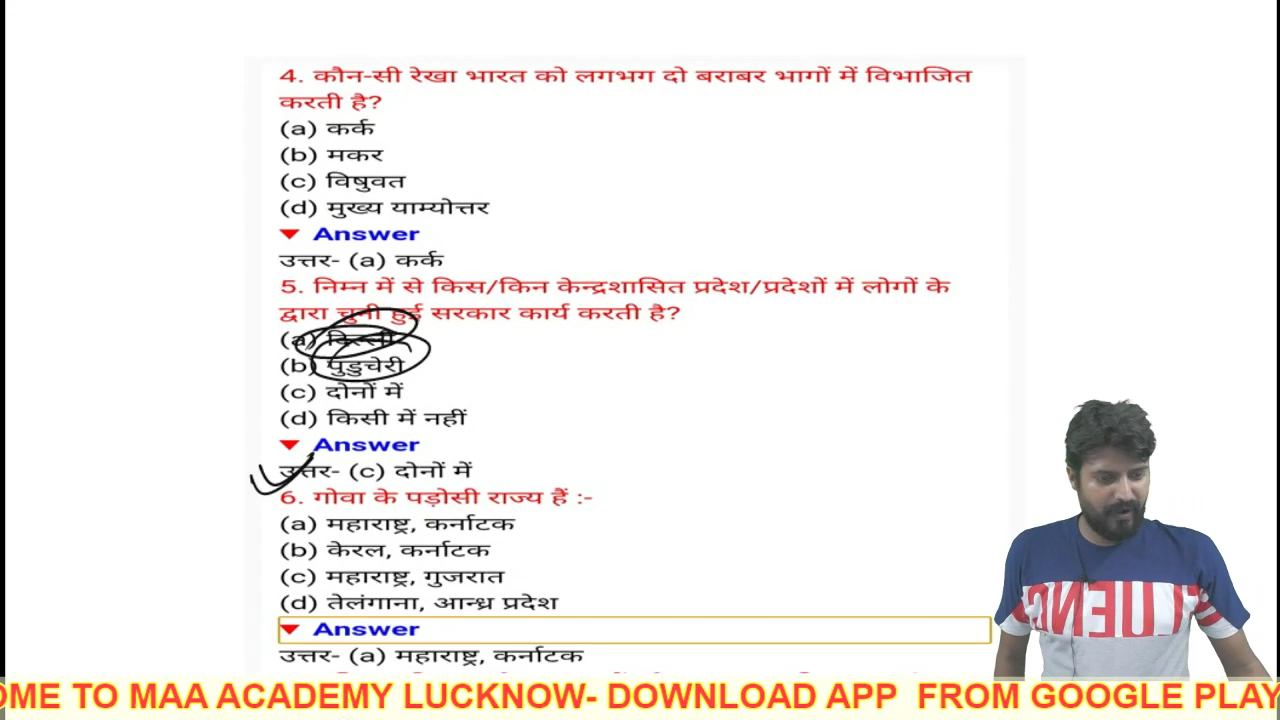 4. कौन-सी रेखा भारत को लगभग दो बराबर भागों में विभाजित
करती है?
(a) कर्क
(b) मकर
(c) विषुवत
(d) मुख्य याम्योत्तर
Answer
उत्तर- (a) कर्क
5. निम्न में से किस/किन केन्द्रशासित प्रदेश/प्रदेशों में लोगों के
द्वारा चुनी हुई सरकार कार्य करती है?
(a) दिल्ली
(b) पुडुचेरी
(c) दोनों में
(d) किसी में नहीं
Answer
उत्तर- (c) दोनों में
6. गोवा के पड़ोसी राज्य हैं :-
(a) महाराष्ट्र, कर्नाटक
(b) केरल, कर्नाटक
(c) महाराष्ट्र, गुजरात
(d) तेलंगाना, आन्ध्र प्रदेश
Answer
उत्तर- (a) महाराष्ट्र, कर्नाटक
OME TO MAA ACADEMY LUCKNOW- DOWNLOAD APP FROM GOOGLE PLAY